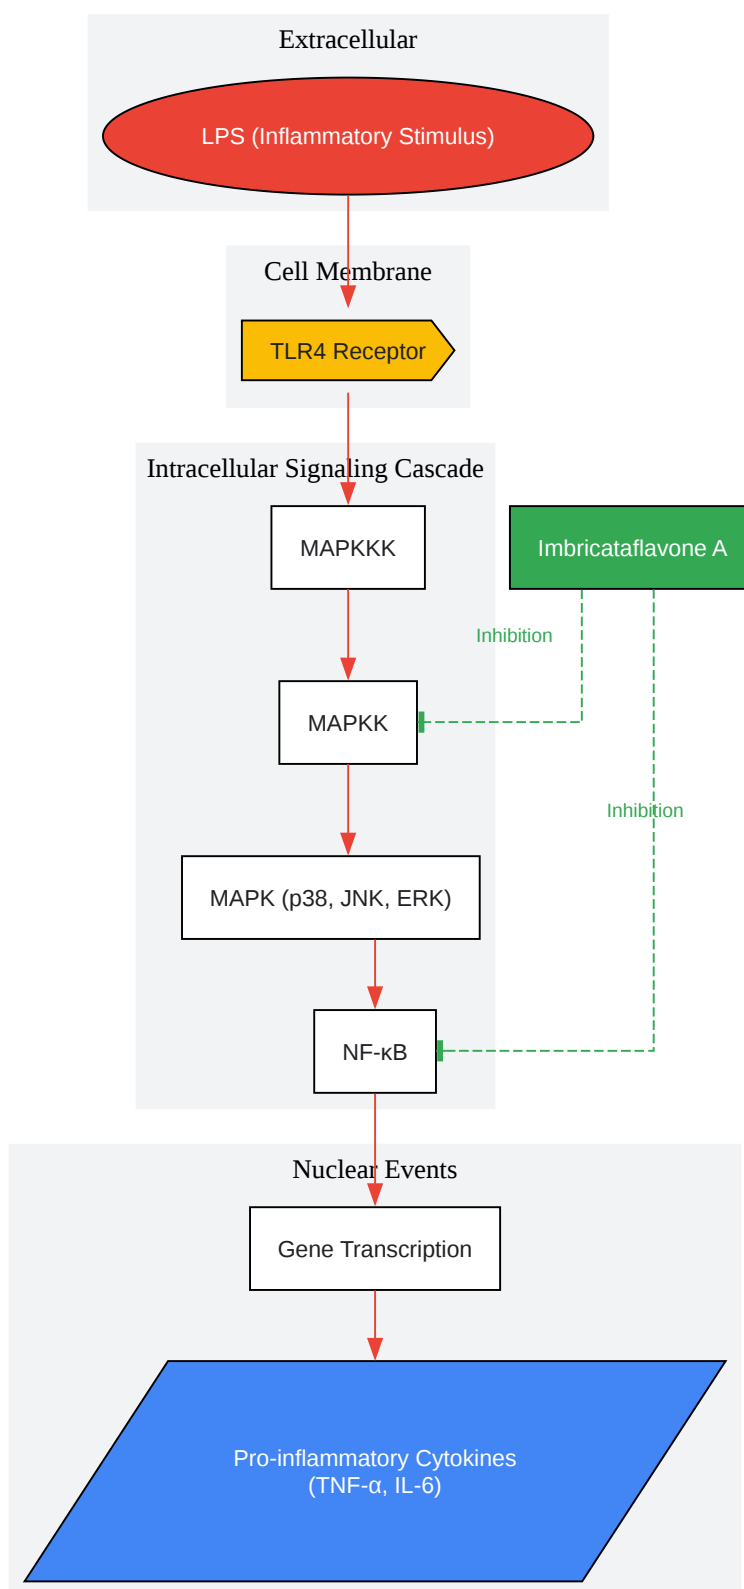 Extracellular
LPS (Inflammatory Stimulus)
Cell Membrane
TLR4 Receptor
Intracellular Signaling Cascade
MAPKKK
Imbricataflavone A
Inhibition
MAPKK
Inhibition
MAPK (p38, JNK, ERK)
NF-κB
Nuclear Events
Gene Transcription
Pro-inflammatory Cytokines
(TNF-α, IL-6)